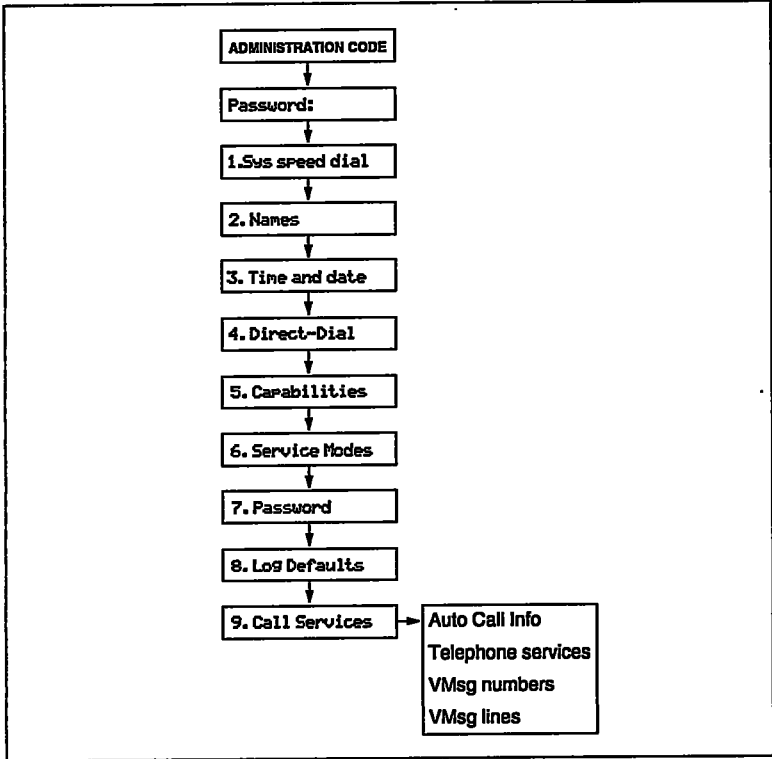 ADMINISTRATION CODE
Password:
1.Sys speed dial
2. Names
3. Time and date
4. Direct-Dial
5. Capabilities
6. Service Modes
7. Password
8. Log Defaults
9. Call Services
Auto Call Info
Telephone services
VMsg numbers
VMsg lines